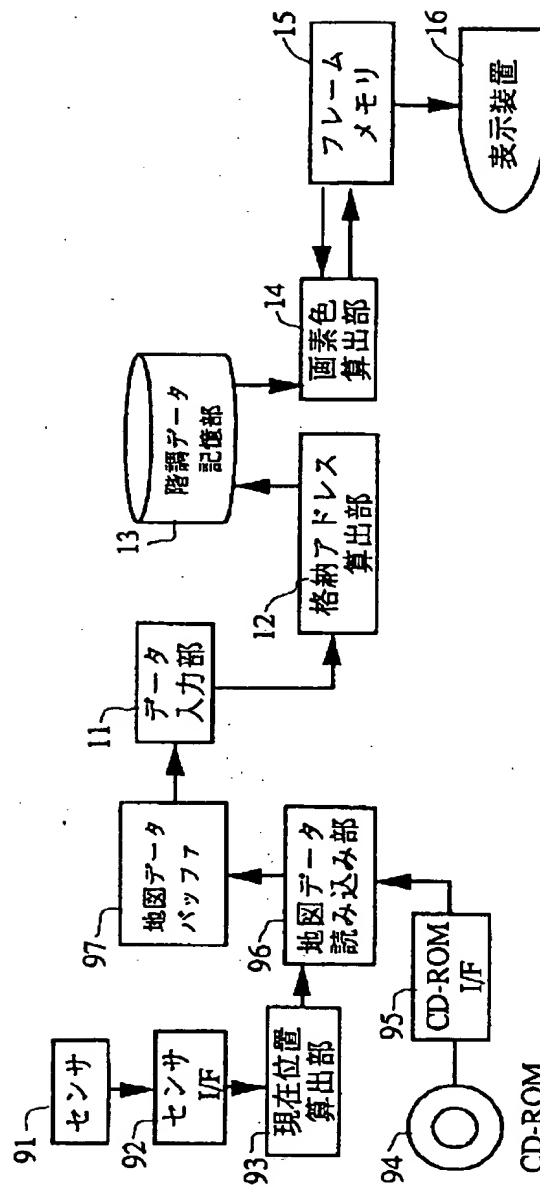 91
センサ
92
センサ
I/F
93
現在位置
算出部
94
CD-ROM
95
CD-ROM
I/F
96
地図データ
読み込み部
97
地図データ
バッファ
11
データ
入力部
12
格納アドレス
算出部
13
階調データ
記憶部
14
画素色
算出部
15
フレーム
メモリ
16
表示装置